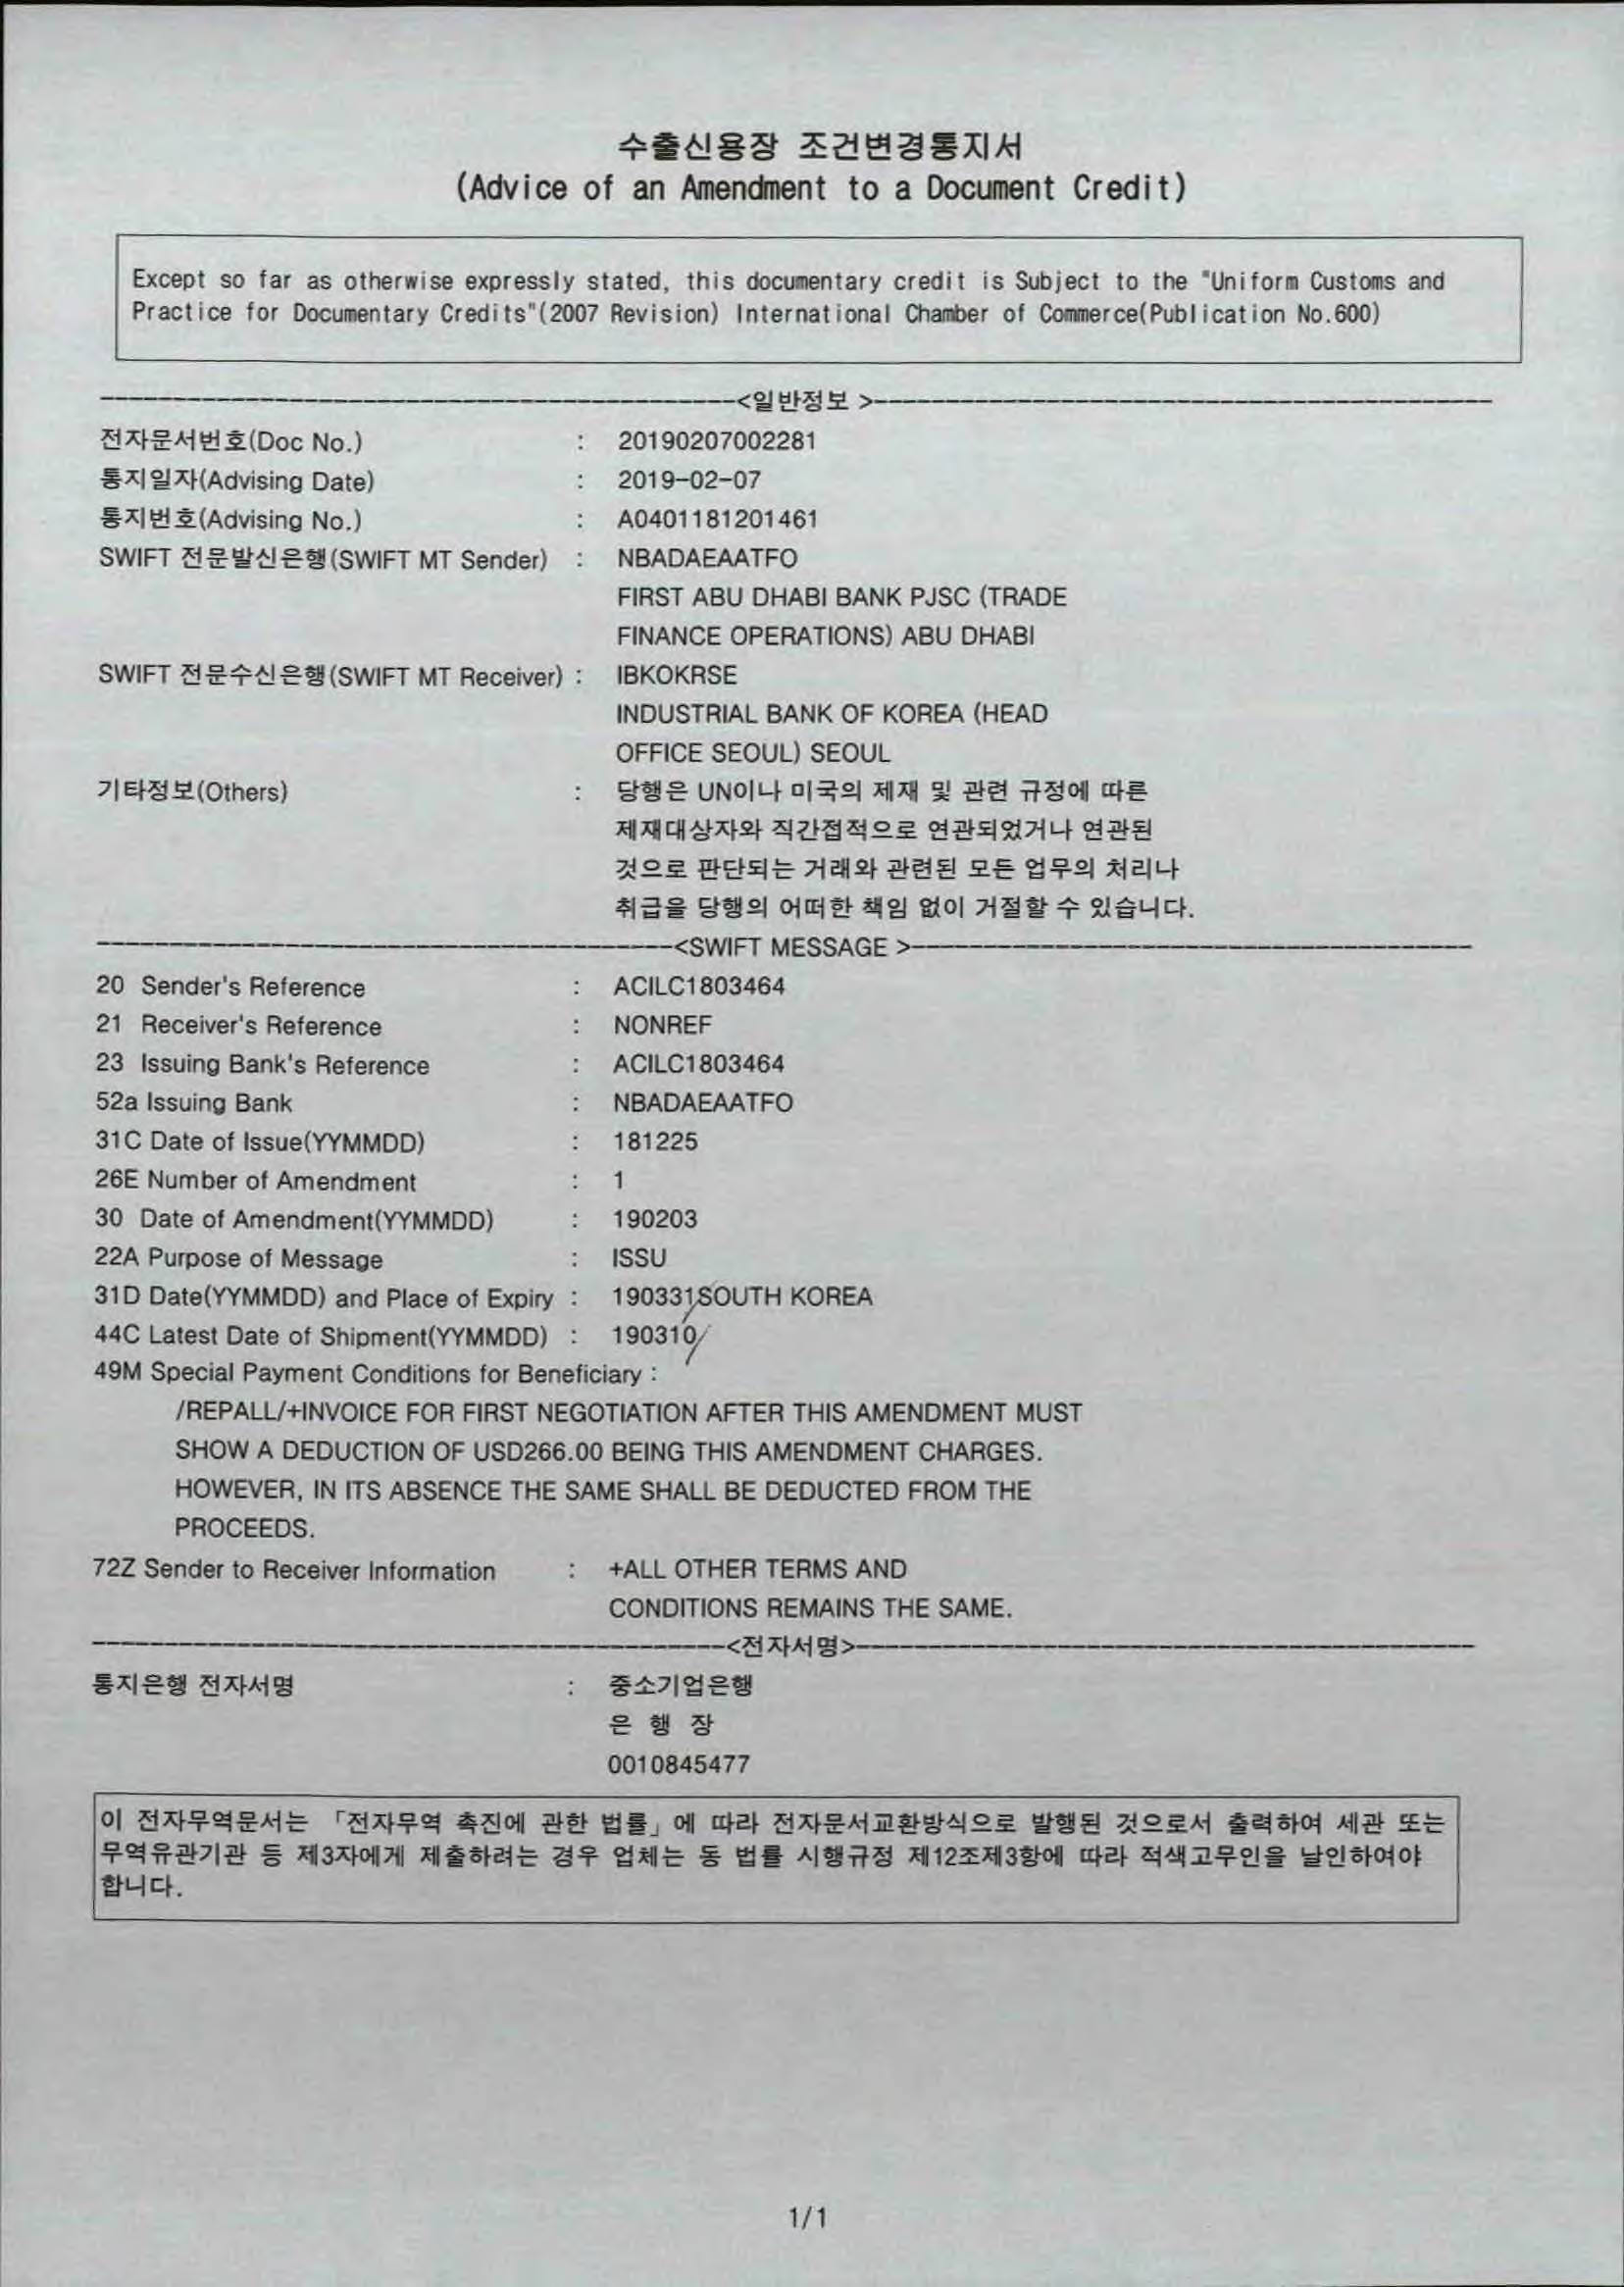 수출신용장 조건변경통지서
(Advice of an Amendment to a Document Credit)
Except so far as otherwise expressly stated, this documentary credit is Subject to the "Uniform Customs and
Practice for Documentary Credits"(2007 Revision) International Chamber of Commerce(Publication No.600)
--------------------------------------------<일반정보 >-------------------------------------------
전자문서번호(Doc No.) : 20190207002281
통지일자(Advising Date) : 2019-02-07
통지번호(Advising No.) : A0401181201461
SWIFT 전문발신은행(SWIFT MT Sender) : NBADAEAATFO
FIRST ABU DHABI BANK PJSC (TRADE
FINANCE OPERATIONS) ABU DHABI
SWIFT 전문수신은행(SWIFT MT Receiver) : IBKOKRSE
INDUSTRIAL BANK OF KOREA (HEAD
OFFICE SEOUL) SEOUL
기타정보(Others) : 당행은 UN이나 미국의 제재 및 관련 규정에 따른
제재대상자와 직간접적으로 연관되었거나 연관된
것으로 판단되는 거래와 관련된 모든 업무의 처리나
취급을 당행의 어떠한 책임 없이 거절할 수 있습니다.
----------------------------------------<SWIFT MESSAGE >---------------------------------------
20 Sender's Reference : ACILC1803464
21 Receiver's Reference : NONREF
23 Issuing Bank's Reference : ACILC1803464
52a Issuing Bank : NBADAEAATFO
31C Date of Issue(YYMMDD) : 181225
26E Number of Amendment : 1
30 Date of Amendment(YYMMDD) : 190203
22A Purpose of Message : ISSU
31D Date(YYMMDD) and Place of Expiry : 190331SOUTH KOREA
44C Latest Date of Shipment(YYMMDD) : 190310
49M Special Payment Conditions for Beneficiary :
/REPALL/+INVOICE FOR FIRST NEGOTIATION AFTER THIS AMENDMENT MUST
SHOW A DEDUCTION OF USD266.00 BEING THIS AMENDMENT CHARGES.
HOWEVER, IN ITS ABSENCE THE SAME SHALL BE DEDUCTED FROM THE
PROCEEDS.
72Z Sender to Receiver Information : +ALL OTHER TERMS AND
CONDITIONS REMAINS THE SAME.
--------------------------------------------<전자서명>-------------------------------------------
통지은행 전자서명 : 중소기업은행
은 행 장
0010845477
이 전자무역문서는 「전자무역 촉진에 관한 법률」에 따라 전자문서교환방식으로 발행된 것으로서 출력하여 세관 또는
무역유관기관 등 제3자에게 제출하려는 경우 업체는 동 법률 시행규정 제12조제3항에 따라 적색고무인을 날인하여야
합니다.
1/1